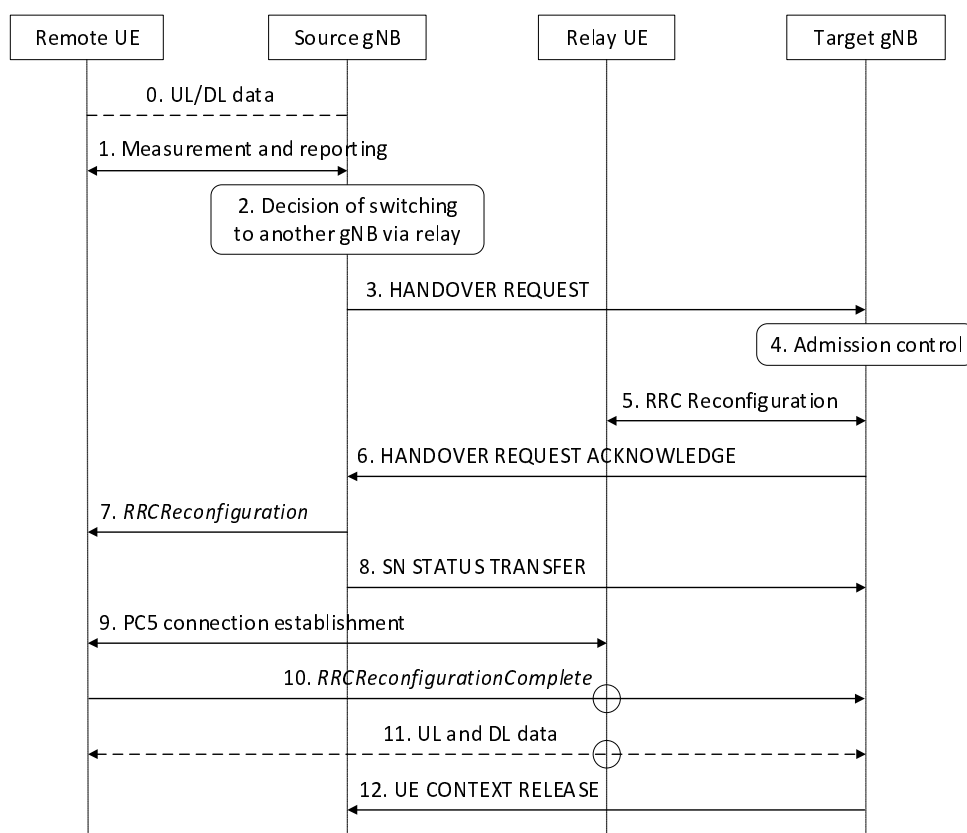 Remote UE
Source gNB
Relay UE
Target gNB
0. UL/DL data
1. Measurement and reporting
2. Decision of switching
to another gNB via relay
3. HANDOVER REQUEST
4. Admission control
5. RRC Reconfiguration
6. HANDOVER REQUEST ACKNOWLEDGE
7. RRCReconfiguration
8. SN STATUS TRANSFER
9. PC5 connection establishment
10. RRCReconfigurationComplete
11. UL and DL data
12. UE CONTEXT RELEASE